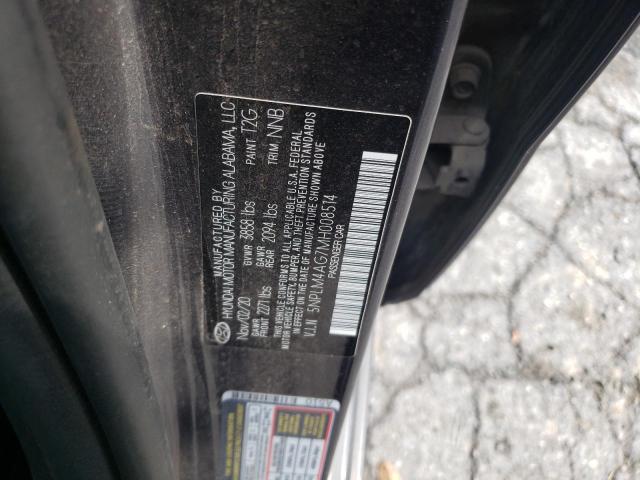 MANUFACTURED BY
HYUNDAI MOTOR MANUFACTURING ALABAMA, LLC
Nov/02/20 GVWR 3858 lbs PAINT T2G
GAWR FRONT 2271 lbs GAWR REAR 2094 lbs TRIM NNB
THIS VEHICLE CONFORMS TO ALL APPLICABLE U.S.A. FEDERAL
MOTOR VEHICLE SAFETY, BUMPER, AND THEFT PREVENTION STANDARDS
IN EFFECT ON THE DATE OF MANUFACTURE SHOWN ABOVE
V.I.N 5NPLM4AG7MH008514
PASSENGER CAR